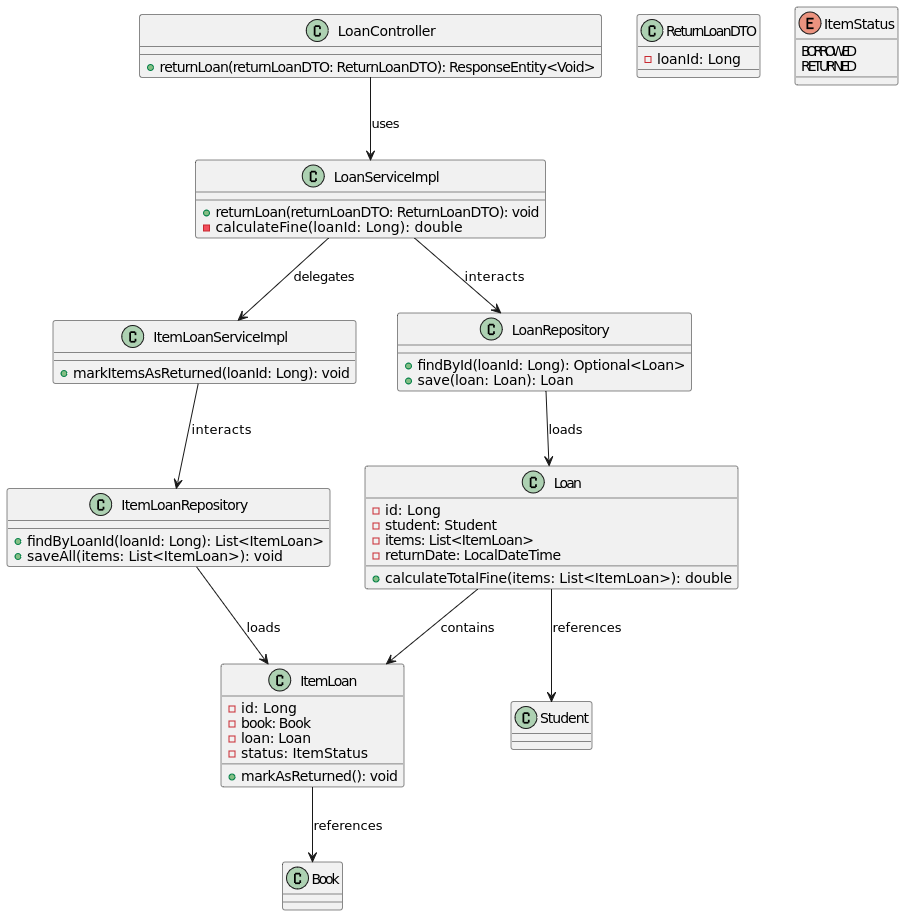 C LoanController
returnLoan(returnLoanDTO: ReturnLoanDTO): ResponseEntity<Void>
C ReturnLoanDTO
loanId: Long
E ItemStatus
BORROWED
RETURNED
uses
C LoanServiceImpl
returnLoan(returnLoanDTO: ReturnLoanDTO): void
calculateFine(loanId: Long): double
delegates
interacts
C ItemLoanServiceImpl
markItemsAsReturned(loanId: Long): void
C LoanRepository
findById(loanId: Long): Optional<Loan>
save(loan: Loan): Loan
interacts
loads
C ItemLoanRepository
findByLoanId(loanId: Long): List<ItemLoan>
saveAll(items: List<ItemLoan>): void
C Loan
id: Long
student: Student
items: List<ItemLoan>
returnDate: LocalDateTime
calculateTotalFine(items: List<ItemLoan>): double
loads
contains
references
C ItemLoan
id: Long
book: Book
loan: Loan
status: ItemStatus
markAsReturned(): void
C Student
references
C Book